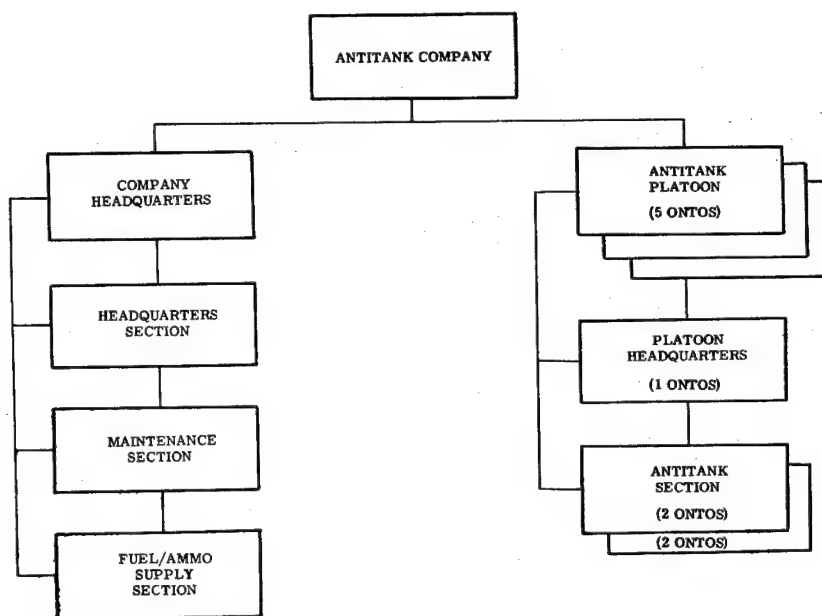 ANTITANK COMPANY
COMPANY
HEADQUARTERS
HEADQUARTERS
SECTION
MAINTENANCE
SECTION
FUEL/AMMO
SUPPLY
SECTION
ANTITANK
PLATOON
(5 ONTOS)
PLATOON
HEADQUARTERS
(1 ONTOS)
ANTITANK
SECTION
(2 ONTOS)
(2 ONTOS)